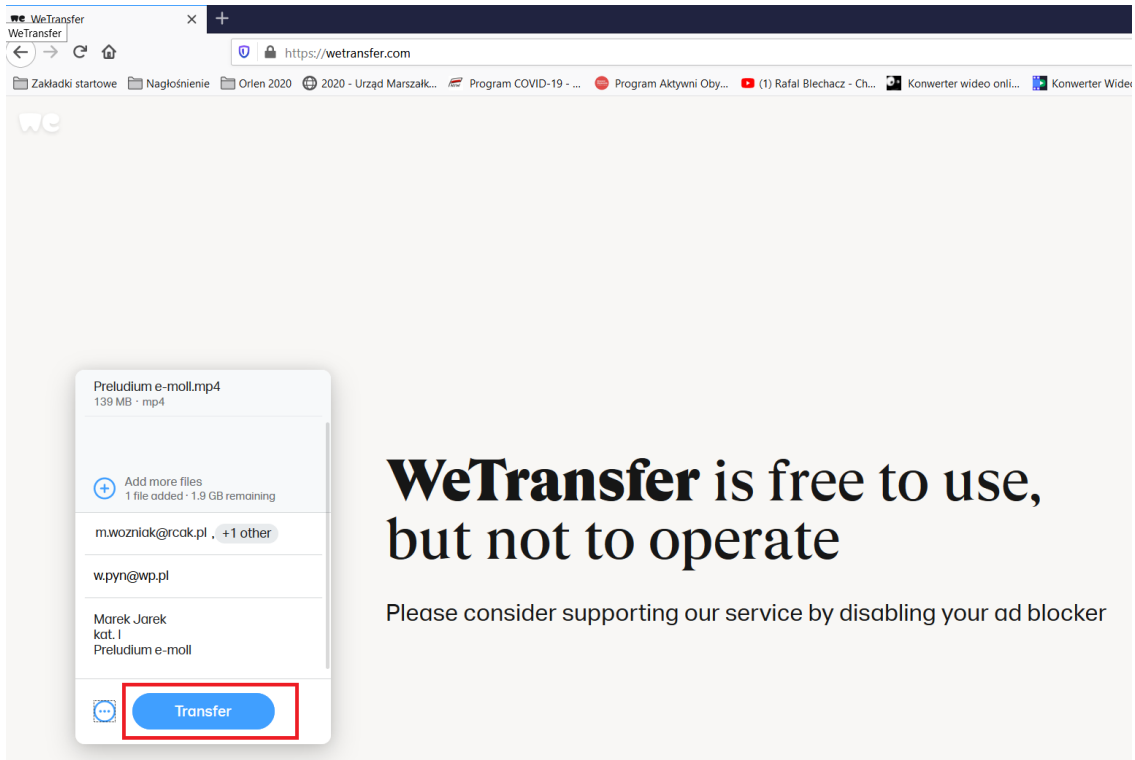 we WeTransfer
WeTransfer
https://wetransfer.com
Zakładki startowe Nagłośnienie Orlen 2020 2020 - Urząd Marszałk... Program COVID-19 - ... Program Aktywni Oby... (1) Rafal Blechacz - Ch... Konwerter wideo onli... Konwerter Wideo
we
Preludium e-moll.mp4
139 MB · mp4
Add more files
1 file added · 1.9 GB remaining
m.wozniak@rcak.pl , +1 other
w.pyn@wp.pl
Marek Jarek
kat. I
Preludium e-moll
Transfer
WeTransfer is free to use,
but not to operate
Please consider supporting our service by disabling your ad blocker